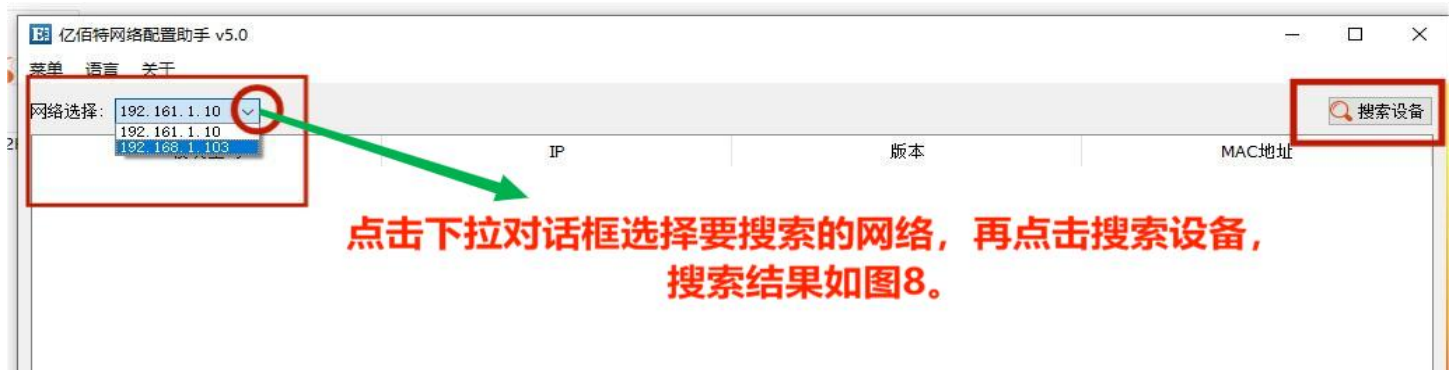 亿佰特网络配置助手 v5.0
菜单 语言 关于
网络选择: 192.161.1.10
搜索设备
192.161.1.10
192.168.1.103
IP 版本 MAC地址
点击下拉对话框选择要搜索的网络，再点击搜索设备，
搜索结果如图8。